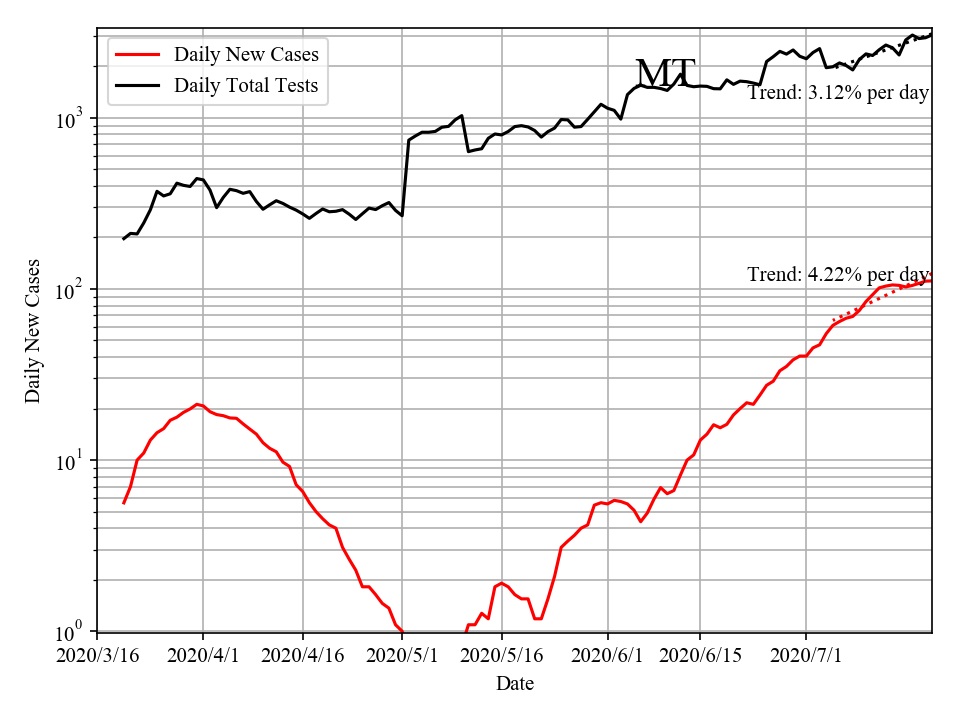 Daily New Cases
Daily Total Tests
MT
Trend: 3.12% per day
Trend: 4.22% per day
10³
10²
10¹
10⁰
Daily New Cases
2020/3/16 2020/4/1 2020/4/16 2020/5/1 2020/5/16 2020/6/1 2020/6/15 2020/7/1
Date